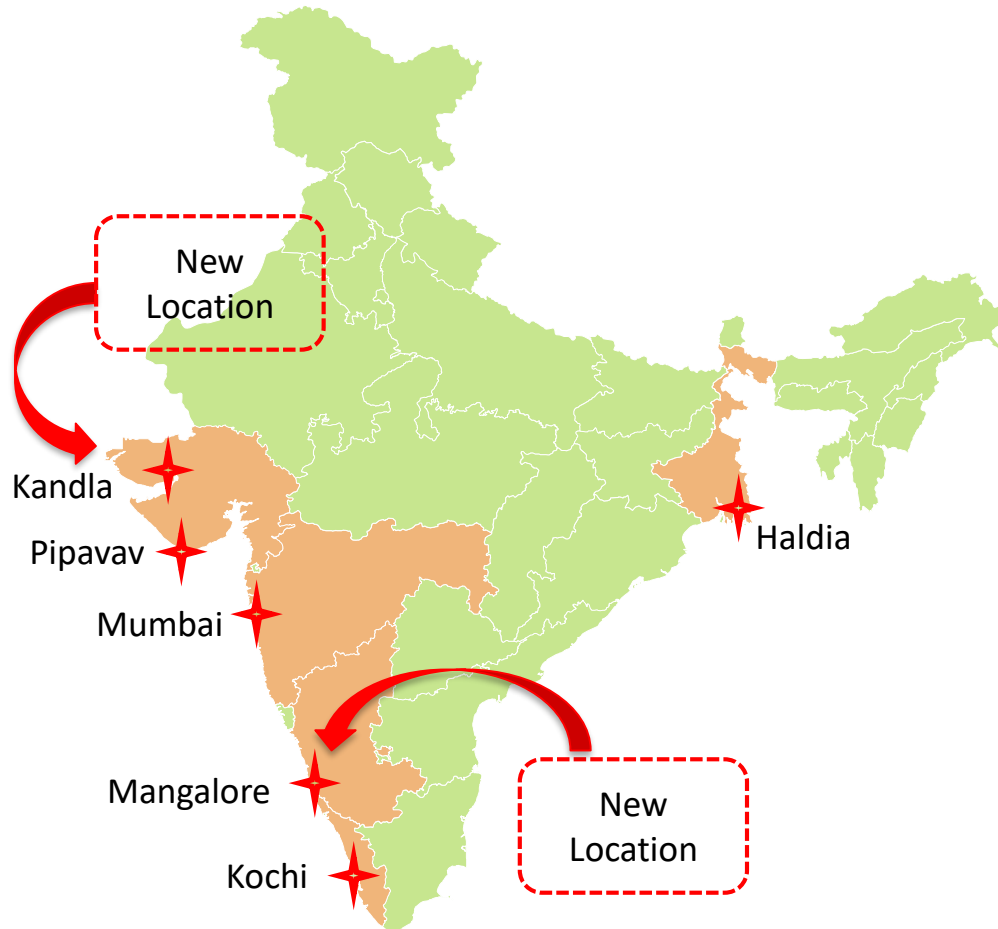 New
Location
Kandla
Pipavav
Haldia
Mumbai
Mangalore
New
Location
Kochi